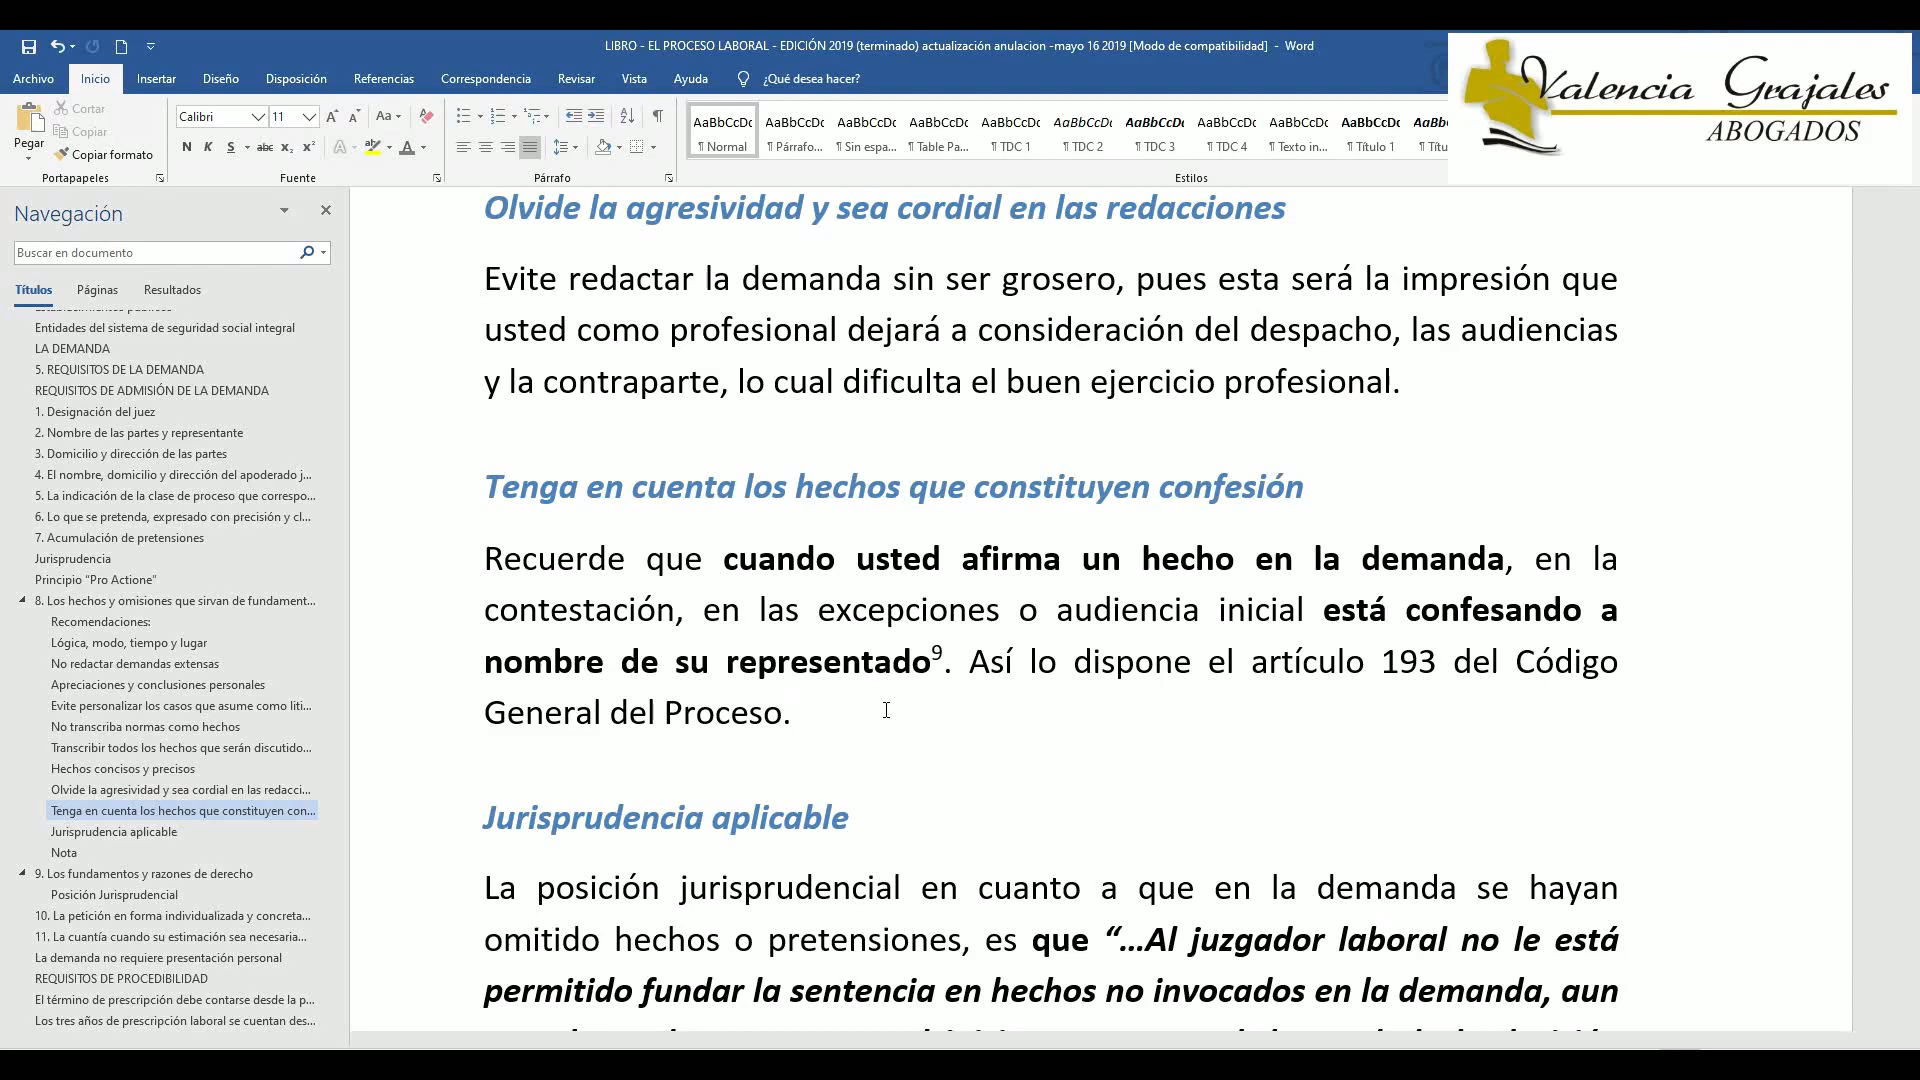 LIBRO - EL PROCESO LABORAL - EDICIÓN 2019 (terminado) actualización anulacion -mayo 16 2019 [Modo de compatibilidad] - Word
Valencia Grajales
ABOGADOS
Archivo Inicio Insertar Diseño Disposición Referencias Correspondencia Revisar Vista Ayuda ¿Qué desea hacer?
Pegar
Cortar
Copiar
Copiar formato
Portapapeles
Calibri 11
Fuente
Párrafo
AaBbCcDc AaBbCcDc AaBbCcDc AaBbCcDc AaBbCcDc AaBbCcDc AaBbCcDc AaBbCcDc AaBbCcDc AaBbCcDc AaBb
¶ Normal ¶ Párrafo... ¶ Sin espa... ¶ Table Pa... ¶ TDC 1 ¶ TDC 2 ¶ TDC 3 ¶ TDC 4 ¶ Texto in... ¶ Título 1 ¶ Títu
Estilos
Navegación
Buscar en documento
Títulos Páginas Resultados
Entidades del sistema de seguridad social integral
LA DEMANDA
5. REQUISITOS DE LA DEMANDA
REQUISITOS DE ADMISIÓN DE LA DEMANDA
1. Designación del juez
2. Nombre de las partes y representante
3. Domicilio y dirección de las partes
4. El nombre, domicilio y dirección del apoderado j...
5. La indicación de la clase de proceso que correspo...
6. Lo que se pretenda, expresado con precisión y cl...
7. Acumulación de pretensiones
Jurisprudencia
Principio “Pro Actione”
8. Los hechos y omisiones que sirvan de fundament...
Recomendaciones:
Lógica, modo, tiempo y lugar
No redactar demandas extensas
Apreciaciones y conclusiones personales
Evite personalizar los casos que asume como liti...
No transcriba normas como hechos
Transcribir todos los hechos que serán discutido...
Hechos concisos y precisos
Olvide la agresividad y sea cordial en las redacci...
Tenga en cuenta los hechos que constituyen con...
Jurisprudencia aplicable
Nota
9. Los fundamentos y razones de derecho
Posición Jurisprudencial
10. La petición en forma individualizada y concreta...
11. La cuantía cuando su estimación sea necesaria...
La demanda no requiere presentación personal
REQUISITOS DE PROCEDIBILIDAD
El término de prescripción debe contarse desde la p...
Los tres años de prescripción laboral se cuentan des...
Olvide la agresividad y sea cordial en las redacciones
Evite redactar la demanda sin ser grosero, pues esta será la impresión que
usted como profesional dejará a consideración del despacho, las audiencias
y la contraparte, lo cual dificulta el buen ejercicio profesional.
Tenga en cuenta los hechos que constituyen confesión
Recuerde que cuando usted afirma un hecho en la demanda, en la
contestación, en las excepciones o audiencia inicial está confesando a
nombre de su representado9. Así lo dispone el artículo 193 del Código
General del Proceso.
Jurisprudencia aplicable
La posición jurisprudencial en cuanto a que en la demanda se hayan
omitido hechos o pretensiones, es que “…Al juzgador laboral no le está
permitido fundar la sentencia en hechos no invocados en la demanda, aun